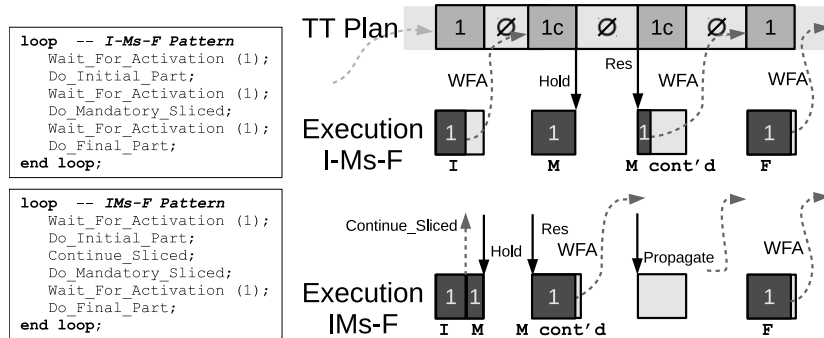 loop -- I-Ms-F Pattern
Wait_For_Activation (1);
Do_Initial_Part;
Wait_For_Activation (1);
Do_Mandatory_Sliced;
Wait_For_Activation (1);
Do_Final_Part;
end loop;
loop -- IMs-F Pattern
Wait_For_Activation (1);
Do_Initial_Part;
Continue_Sliced;
Do_Mandatory_Sliced;
Wait_For_Activation (1);
Do_Final_Part;
end loop;
TT Plan
1 Ø 1c Ø 1c Ø 1
WFA Hold Res WFA WFA
Execution
I-Ms-F
1 1 1 1
I M M cont'd F
Continue_Sliced Hold Res WFA Propagate WFA
Execution
IMs-F
1 1 1 1
I M M cont'd F